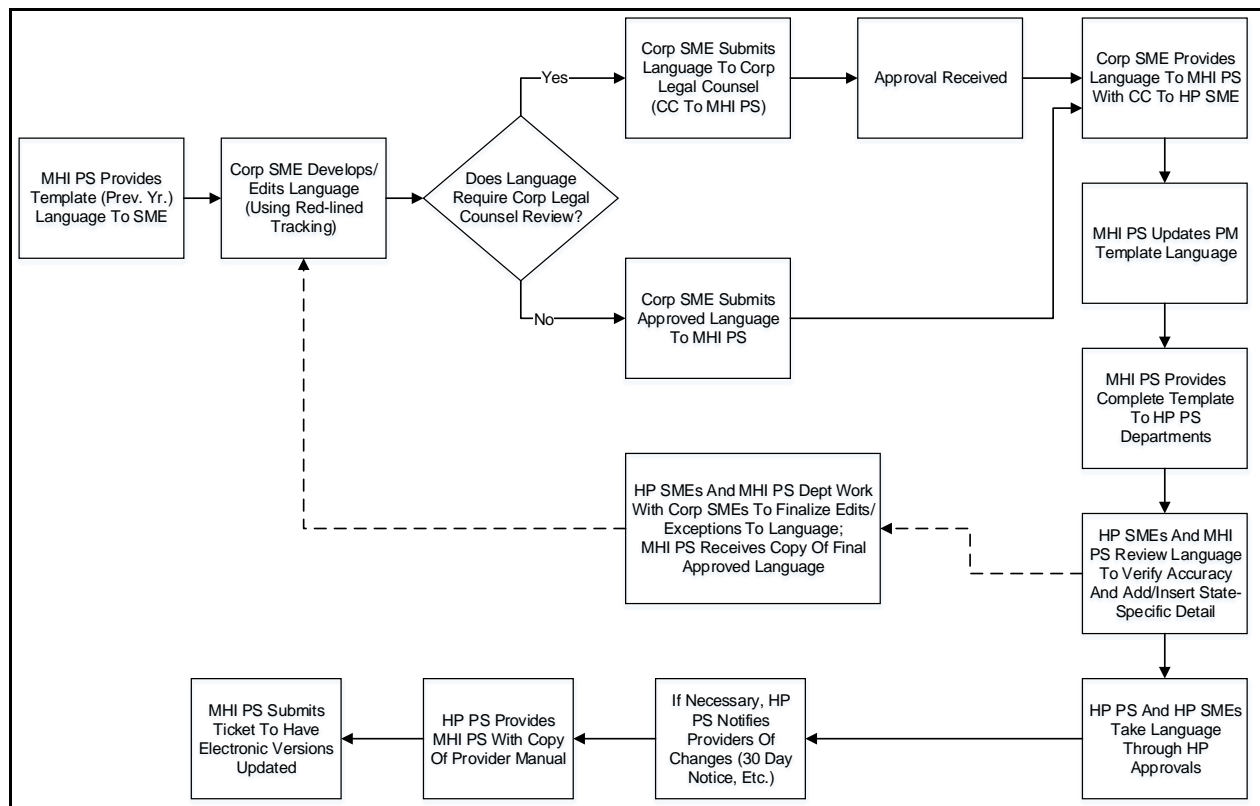 MHI PS Provides
Template (Prev. Yr.)
Language To SME
Corp SME Develops/
Edits Language
(Using Red-lined
Tracking)
Does Language
Require Corp Legal
Counsel Review?
Yes
Corp SME Submits
Language To Corp
Legal Counsel
(CC To MHI PS)
Approval Received
Corp SME Provides
Language To MHI PS
With CC To HP SME
No
Corp SME Submits
Approved Language
To MHI PS
MHI PS Updates PM
Template Language
MHI PS Provides
Complete Template
To HP PS
Departments
HP SMEs And MHI
PS Review Language
To Verify Accuracy
And Add/Insert State-
Specific Detail
HP SMEs And MHI PS Dept Work
With Corp SMEs To Finalize Edits/
Exceptions To Language;
MHI PS Receives Copy Of Final
Approved Language
HP PS And HP SMEs
Take Language
Through HP
Approvals
If Necessary, HP
PS Notifies
Providers Of
Changes (30 Day
Notice, Etc.)
HP PS Provides
MHI PS With Copy
Of Provider Manual
MHI PS Submits
Ticket To Have
Electronic Versions
Updated